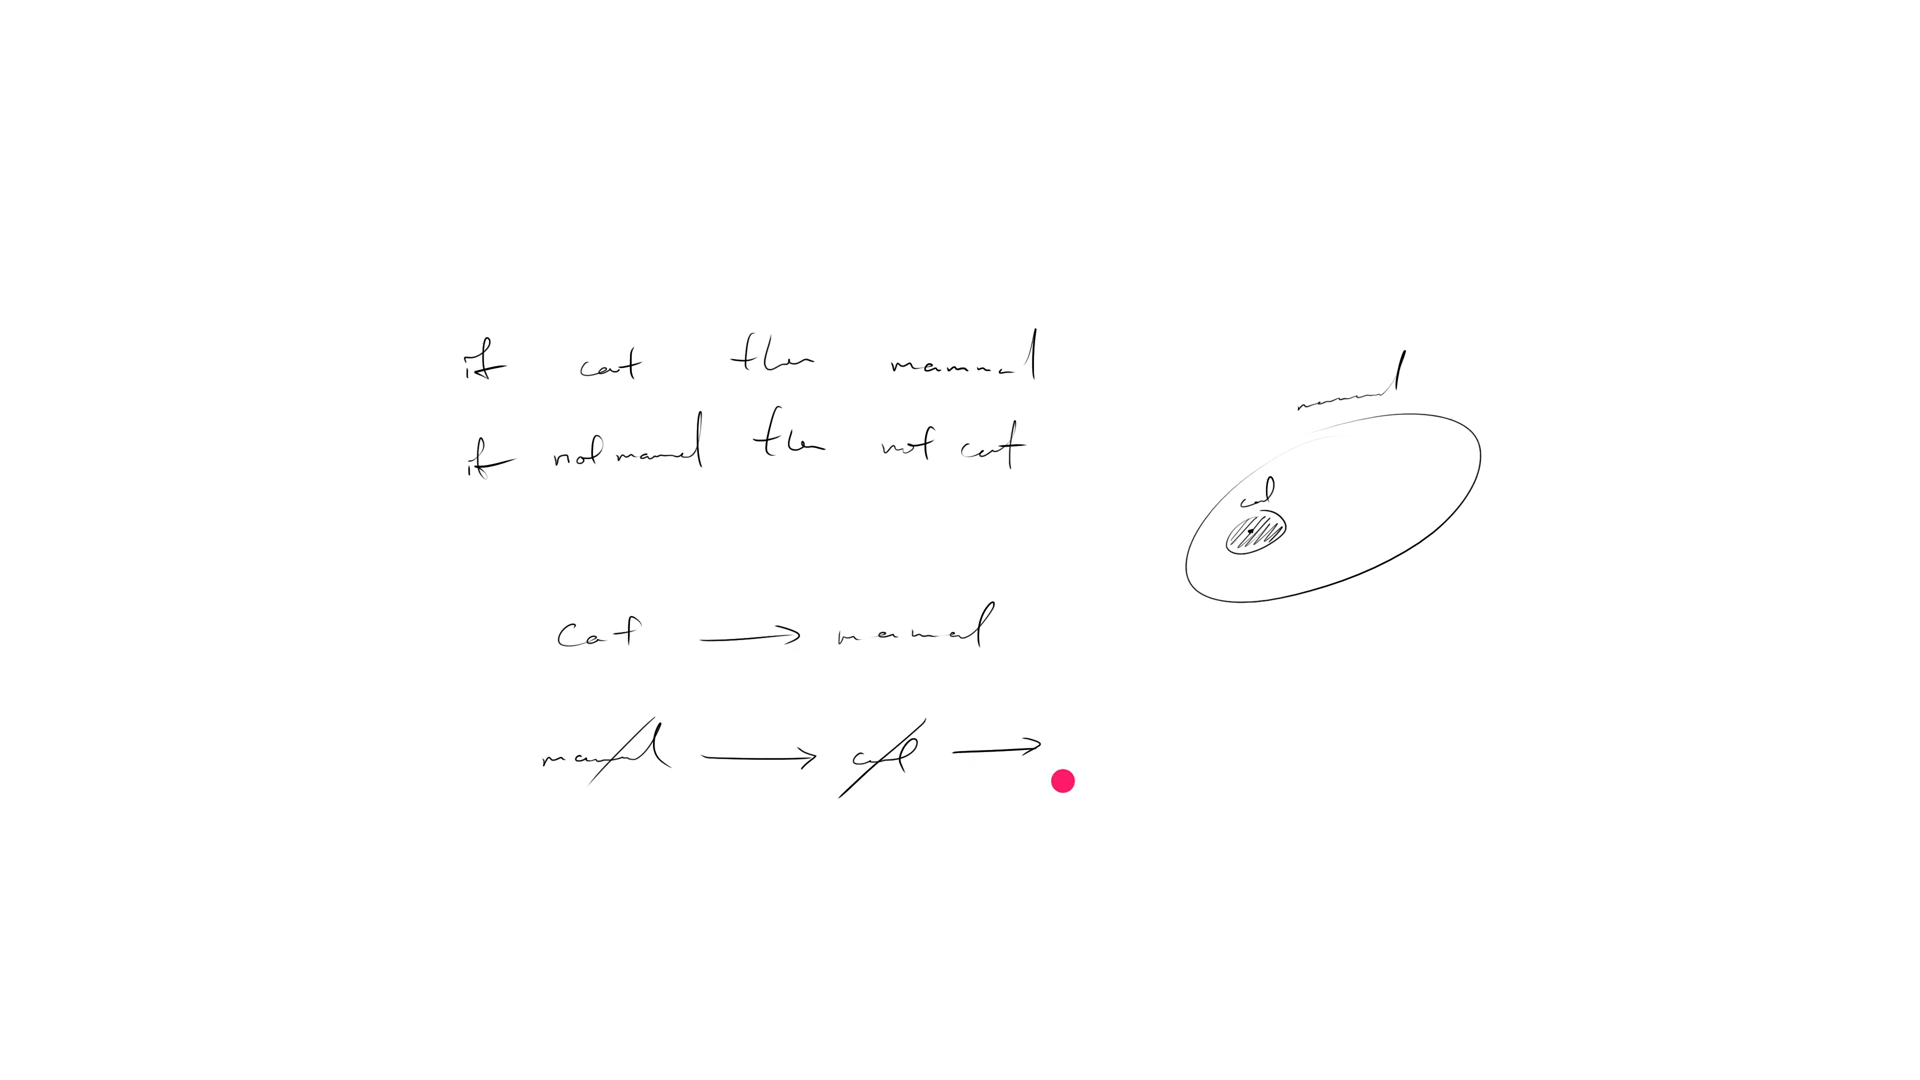 if cat then mammal
if not mammal then not cat
mammal
cat
cat → mammal
mammal → cat →